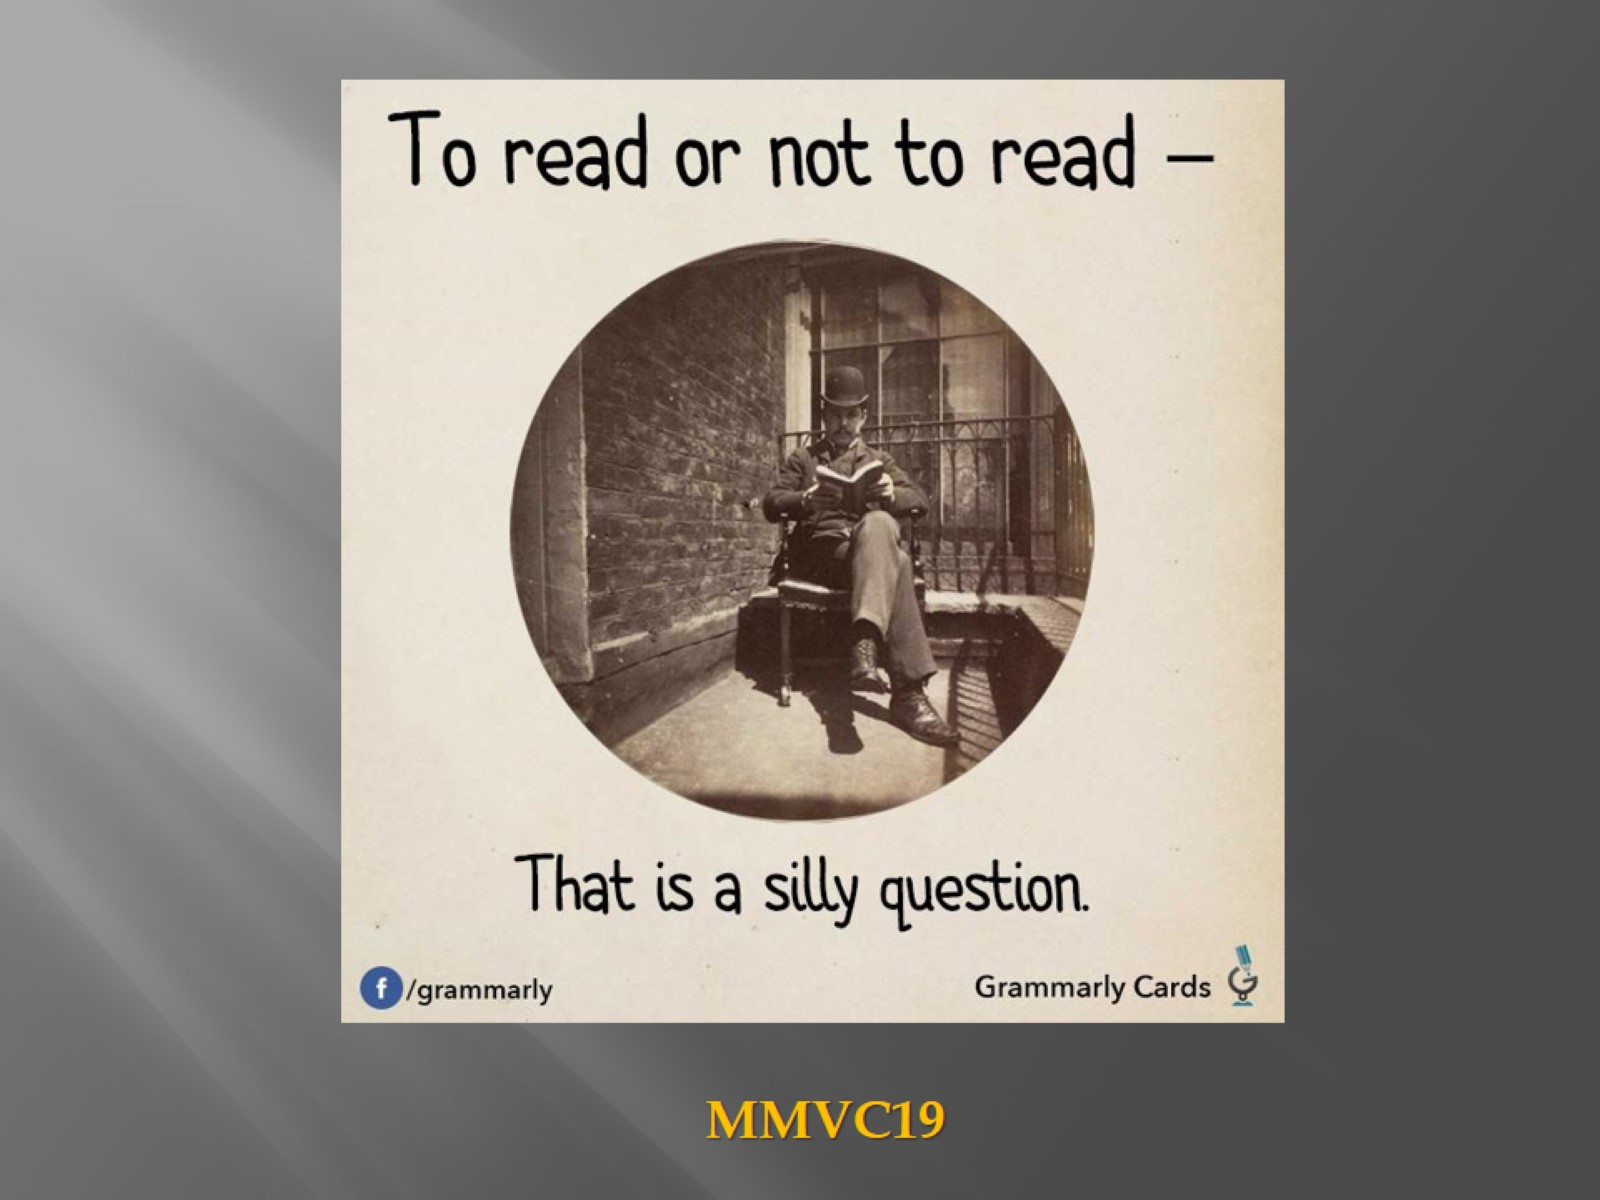 To read or not to read –
That is a silly question.
f/grammarly
Grammarly Cards
MMVC19